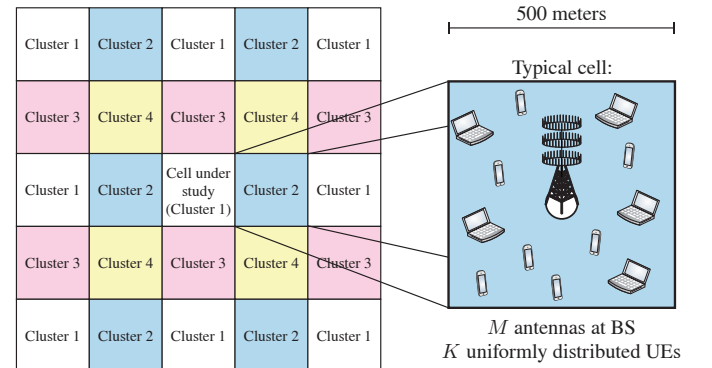 500 meters
Cluster 1 Cluster 2 Cluster 1 Cluster 2 Cluster 1
Typical cell:
Cluster 3 Cluster 4 Cluster 3 Cluster 4 Cluster 3
Cluster 1 Cluster 2 Cell under
study
(Cluster 1) Cluster 2 Cluster 1
Cluster 3 Cluster 4 Cluster 3 Cluster 4 Cluster 3
Cluster 1 Cluster 2 Cluster 1 Cluster 2 Cluster 1
M antennas at BS
K uniformly distributed UEs